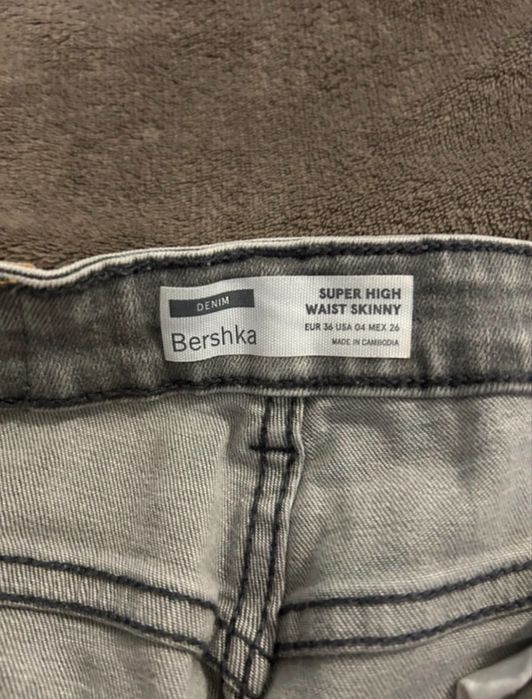 DENIM
Bershka
SUPER HIGH
WAIST SKINNY
EUR 36 USA 04 MEX 26
MADE IN CAMBODIA